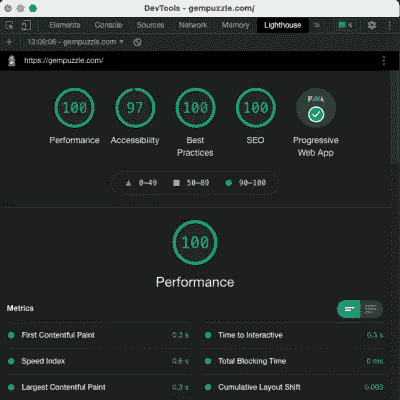 DevTools - gempuzzle.com/
Elements Console Sources Network Memory Lighthouse » 4
+ 13:09:06 - gempuzzle.com
https://gempuzzle.com/
100 97 100 100 PWA
Performance Accessibility Best Practices SEO Progressive Web App
0–49 50–89 90–100
100
Performance
Metrics
First Contentful Paint 0.3 s Time to Interactive 0.3 s
Speed Index 0.6 s Total Blocking Time 0 ms
Largest Contentful Paint 0.3 s Cumulative Layout Shift 0.003